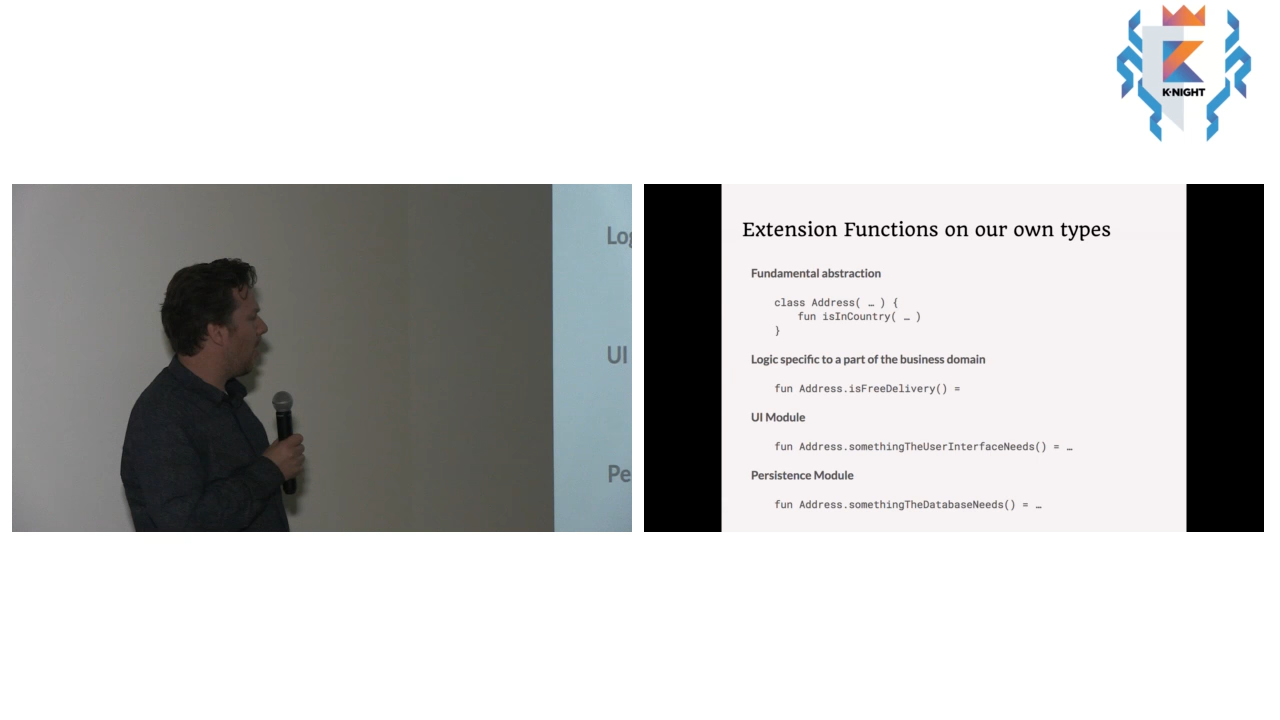 K·NIGHT
Log
UI
Pe
Extension Functions on our own types
Fundamental abstraction
class Address( … ) {
fun isInCountry( … )
}
Logic specific to a part of the business domain
fun Address.isFreeDelivery() =
UI Module
fun Address.somethingTheUserInterfaceNeeds() = …
Persistence Module
fun Address.somethingTheDatabaseNeeds() = …